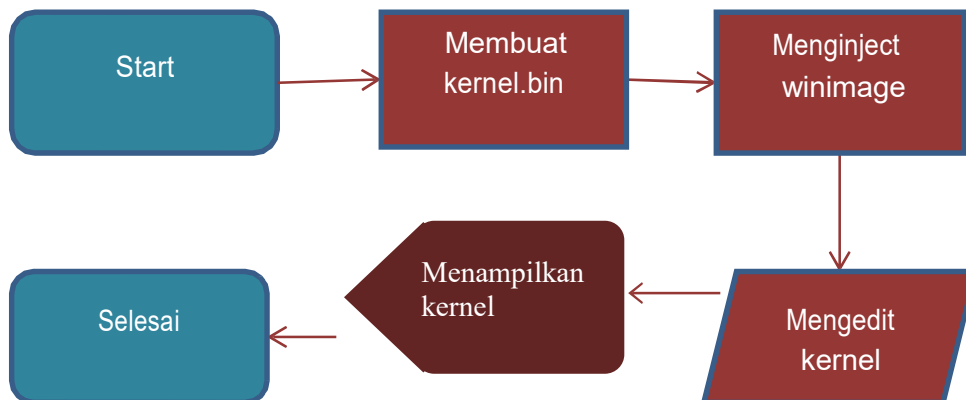 Start
Membuat
kernel.bin
Menginject
winimage
Mengedit
kernel
Menampilkan
kernel
Selesai